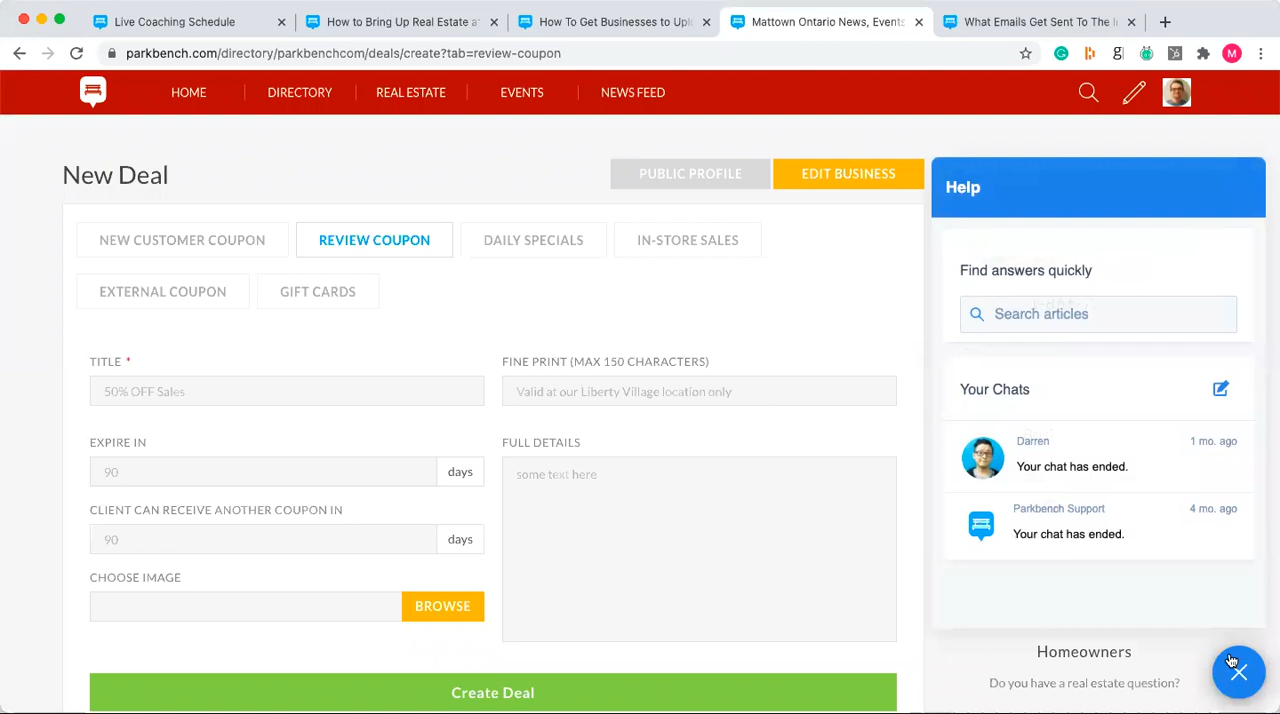 Live Coaching Schedule
How to Bring Up Real Estate a
How To Get Businesses to Upl
Mattown Ontario News, Events
What Emails Get Sent To The I
parkbench.com/directory/parkbenchcom/deals/create?tab=review-coupon
M
HOME
DIRECTORY
REAL ESTATE
EVENTS
NEWS FEED
New Deal
PUBLIC PROFILE
EDIT BUSINESS
NEW CUSTOMER COUPON
REVIEW COUPON
DAILY SPECIALS
IN-STORE SALES
EXTERNAL COUPON
GIFT CARDS
TITLE *
50% OFF Sales
FINE PRINT (MAX 150 CHARACTERS)
Valid at our Liberty Village location only
EXPIRE IN
90
days
FULL DETAILS
some text here
CLIENT CAN RECEIVE ANOTHER COUPON IN
90
days
CHOOSE IMAGE
BROWSE
Create Deal
Help
Find answers quickly
Search articles
Your Chats
Darren
1 mo. ago
Your chat has ended.
Parkbench Support
4 mo. ago
Your chat has ended.
Homeowners
Do you have a real estate question?